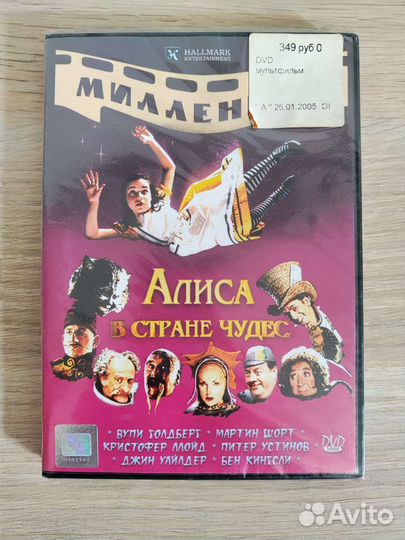 HALLMARK
ENTERTAINMENT
МИЛЛЕН
349 руб 0
DVD
мультфильм
"А" 26.01.2005 GI
АЛИСА
В СТРАНЕ ЧУДЕС
• ВУПИ ГОЛДБЕРГ • МАРТИН ШОРТ •
КРИСТОФЕР ЛЛОЙД • ПИТЕР УСТИНОВ
• ДЖИН УАЙЛДЕР • БЕН КИНГСЛИ •
DVD
Avito